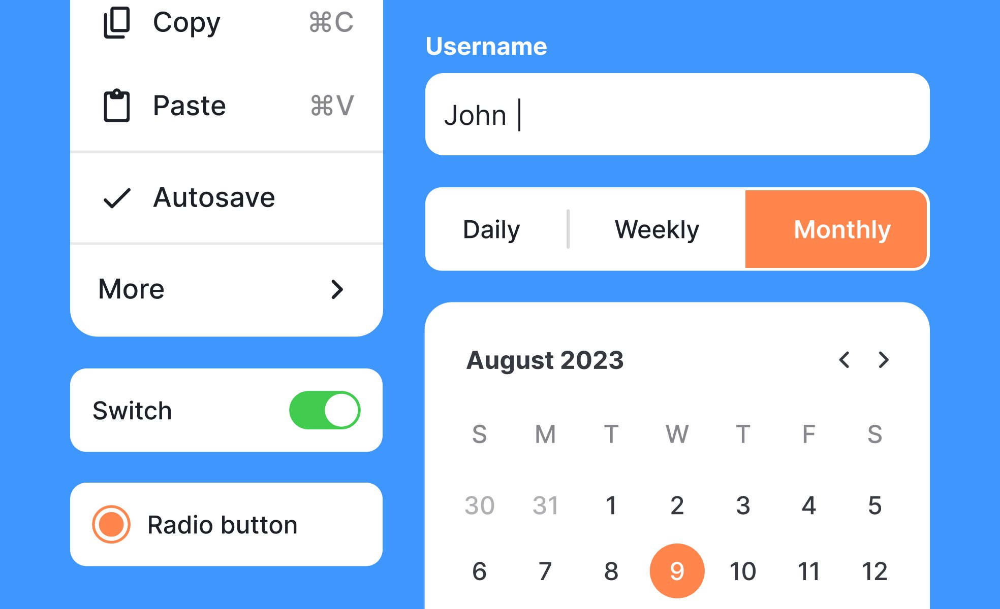 Copy ⌘C
Paste ⌘V
Autosave
More
Switch
Radio button
Username
John
Daily Weekly Monthly
August 2023
S M T W T F S
30 31 1 2 3 4 5
6 7 8 9 10 11 12